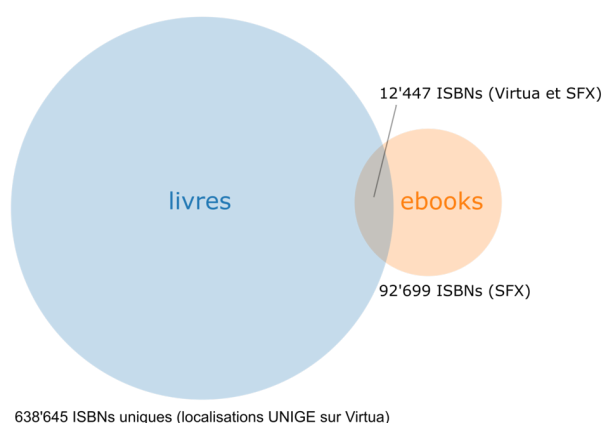 12'447 ISBNs (Virtua et SFX)
livres
ebooks
92'699 ISBNs (SFX)
638'645 ISBNs uniques (localisations UNIGE sur Virtua)